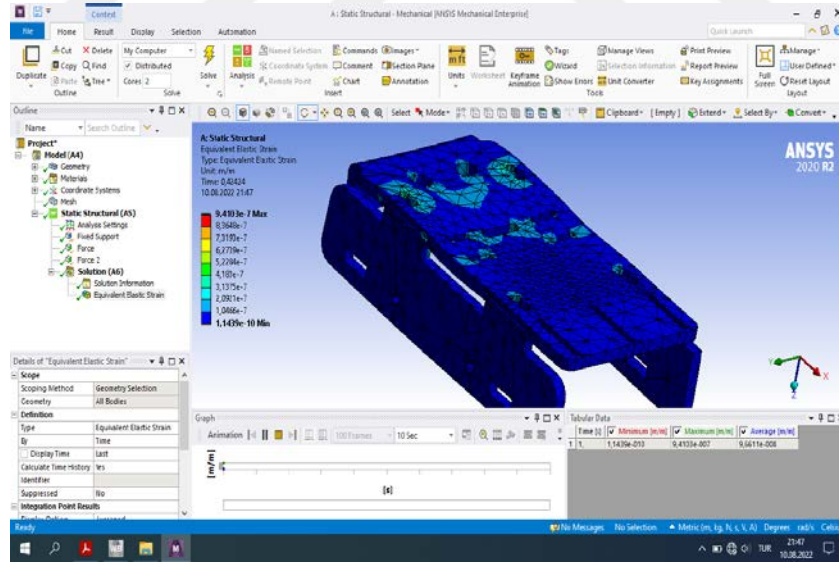 A : Static Structural - Mechanical [ANSYS Mechanical Enterprise]
Context
File Home Result Display Selection Automation
Quick Launch
Duplicate
Cut Delete My Computer
Copy Find Distributed
Paste Tree Cores 2
Outline
Solve
Solve
Analysis
Named Selection Commands Images
Coordinate System Comment Section Plane
Remote Point Chart Annotation
Insert
Units Worksheet Keyframe Animation
Tags Manage Views Print Preview
Wizard Selection Information Report Preview
Show Errors Unit Converter Key Assignments
Tools
Full Screen
Manage
User Defined
Reset Layout
Layout
Outline
Name Search Outline
Select Mode Clipboard [ Empty ] Extend Select By Convert
Project*
Model (A4)
Geometry
Materials
Coordinate Systems
Mesh
Static Structural (A5)
Analysis Settings
Fixed Support
Force
Force 2
Solution (A6)
Solution Information
Equivalent Elastic Strain
A: Static Structural
Equivalent Elastic Strain
Type: Equivalent Elastic Strain
Unit: m/m
Time: 0,42424
10.08.2022 21:47
9,4103e-7 Max
8,3648e-7
7,3193e-7
6,2739e-7
5,2284e-7
4,183e-7
3,1375e-7
2,0921e-7
1,0466e-7
1,1439e-10 Min
ANSYS
2020 R2
Y
X
Z
Details of "Equivalent Elastic Strain"
Scope
Scoping Method Geometry Selection
Geometry All Bodies
Definition
Type Equivalent Elastic Strain
By Time
Display Time Last
Calculate Time History Yes
Identifier
Suppressed No
Integration Point Results
Graph
Animation 100 Frames 10 Sec
[m/m]
[s]
Tabular Data
Time [s] Minimum [m/m] Maximum [m/m] Average [m/m]
1 1, 1,1439e-010 9,4103e-007 9,6611e-008
Ready
No Messages No Selection Metric (m, kg, N, s, V, A) Degrees rad/s
TUR
21:47
10.08.2022